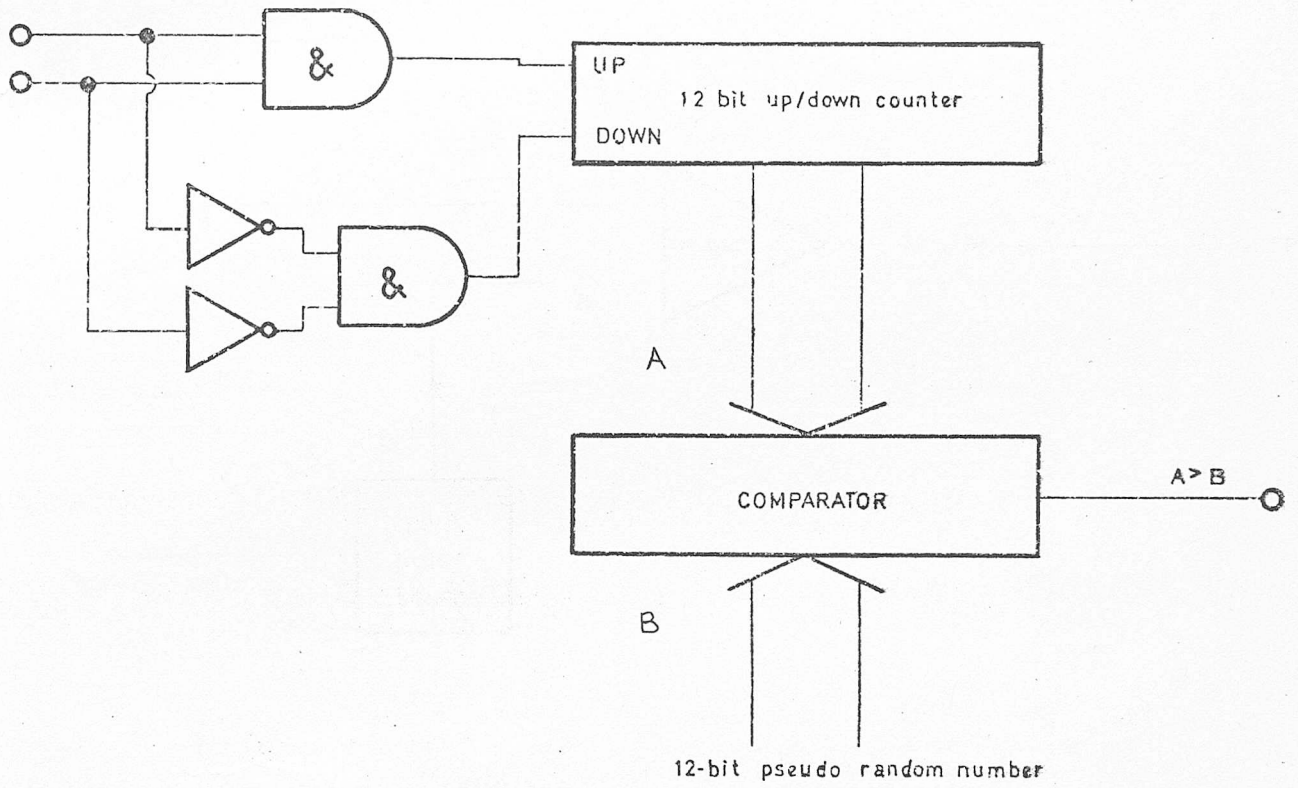 &
UP
12 bit up/down counter
DOWN
&
A
A>B
COMPARATOR
B
12-bit pseudo random number